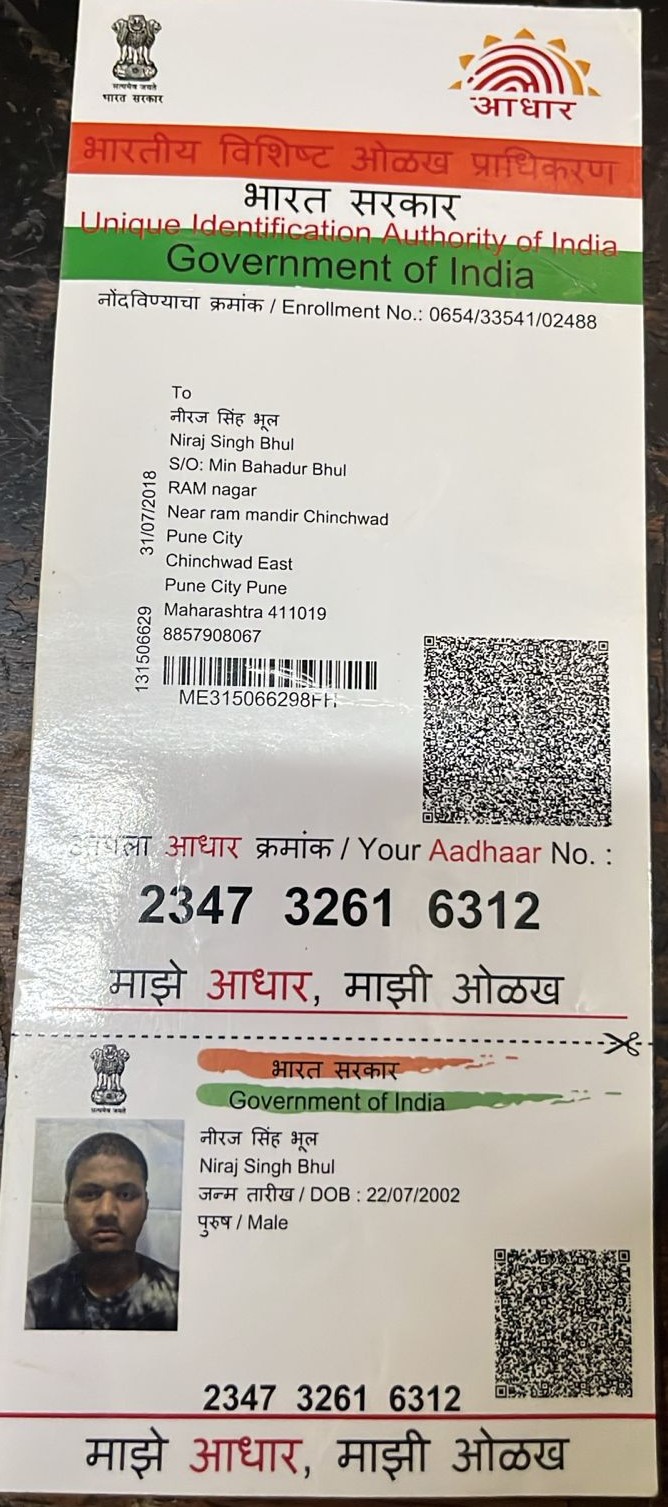 सत्यमेव जयते
भारत सरकार
आधार
भारतीय विशिष्ट ओळख प्राधिकरण
भारत सरकार
Unique Identification Authority of India
Government of India
नोंदविण्याचा क्रमांक / Enrollment No.: 0654/33541/02488
To
नीरज सिंह भूल
Niraj Singh Bhul
S/O: Min Bahadur Bhul
RAM nagar
Near ram mandir Chinchwad
Pune City
Chinchwad East
Pune City Pune
Maharashtra 411019
8857908067
31/07/2018
131506629
ME315066298FH
आपला आधार क्रमांक / Your Aadhaar No. :
2347 3261 6312
माझे आधार, माझी ओळख
सत्यमेव जयते
भारत सरकार
Government of India
नीरज सिंह भूल
Niraj Singh Bhul
जन्म तारीख / DOB : 22/07/2002
पुरुष / Male
2347 3261 6312
माझे आधार, माझी ओळख